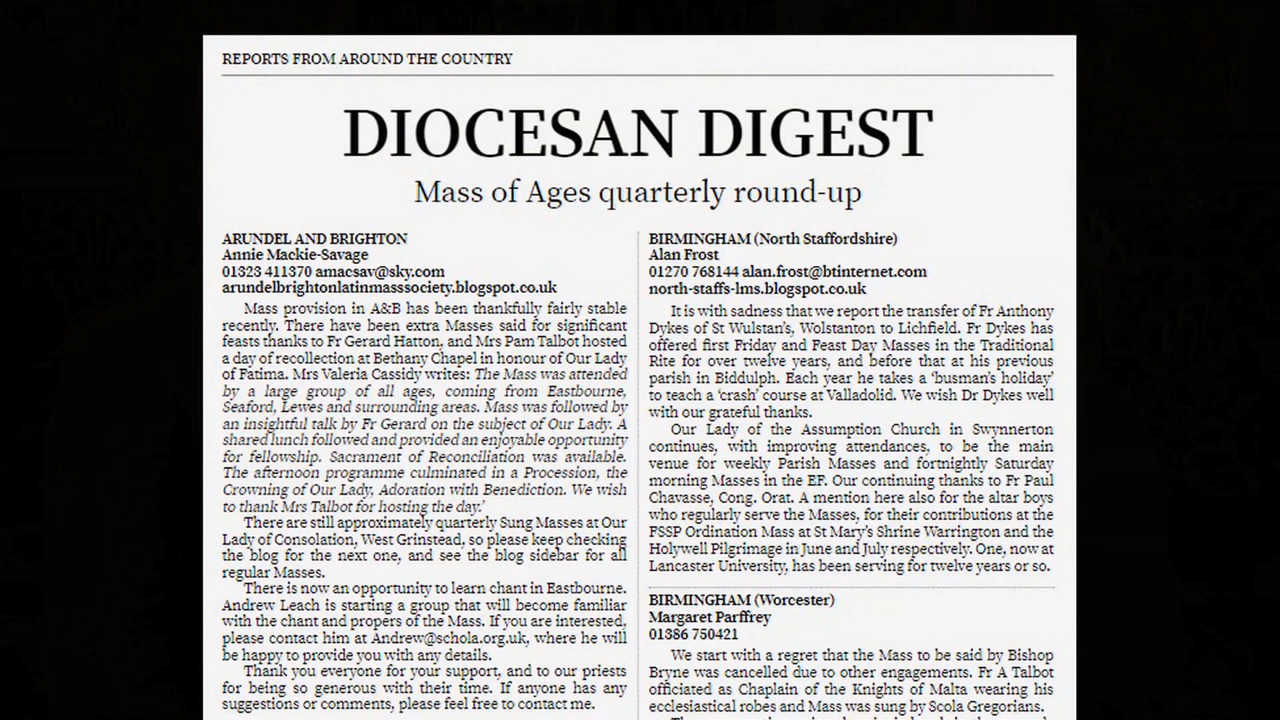 REPORTS FROM AROUND THE COUNTRY
DIOCESAN DIGEST
Mass of Ages quarterly round-up
ARUNDEL AND BRIGHTON
Annie Mackie-Savage
01323 411370 amacsav@sky.com
arundelbrightonlatinmasssociety.blogspot.co.uk
Mass provision in A&B has been thankfully fairly stable
recently. There have been extra Masses said for significant
feasts thanks to Fr Gerard Hatton, and Mrs Pam Talbot hosted
a day of recollection at Bethany Chapel in honour of Our Lady
of Fatima. Mrs Valeria Cassidy writes: The Mass was attended
by a large group of all ages, coming from Eastbourne,
Seaford, Lewes and surrounding areas. Mass was followed by
an insightful talk by Fr Gerard on the subject of Our Lady. A
shared lunch followed and provided an enjoyable opportunity
for fellowship. Sacrament of Reconciliation was available.
The afternoon programme culminated in a Procession, the
Crowning of Our Lady, Adoration with Benediction. We wish
to thank Mrs Talbot for hosting the day.'
There are still approximately quarterly Sung Masses at Our
Lady of Consolation, West Grinstead, so please keep checking
the blog for the next one, and see the blog sidebar for all
regular Masses.
There is now an opportunity to learn chant in Eastbourne.
Andrew Leach is starting a group that will become familiar
with the chant and propers of the Mass. If you are interested,
please contact him at Andrew@schola.org.uk, where he will
be happy to provide you with any details.
Thank you everyone for your support, and to our priests
for being so generous with their time. If anyone has any
suggestions or comments, please feel free to contact me.
BIRMINGHAM (North Staffordshire)
Alan Frost
01270 768144 alan.frost@btinternet.com
north-staffs-lms.blogspot.co.uk
It is with sadness that we report the transfer of Fr Anthony
Dykes of St Wulstan's, Wolstanton to Lichfield. Fr Dykes has
offered first Friday and Feast Day Masses in the Traditional
Rite for over twelve years, and before that at his previous
parish in Biddulph. Each year he takes a 'busman's holiday'
to teach a 'crash' course at Valladolid. We wish Dr Dykes well
with our grateful thanks.
Our Lady of the Assumption Church in Swynnerton
continues, with improving attendances, to be the main
venue for weekly Parish Masses and fortnightly Saturday
morning Masses in the EF. Our continuing thanks to Fr Paul
Chavasse, Cong. Orat. A mention here also for the altar boys
who regularly serve the Masses, for their contributions at the
FSSP Ordination Mass at St Mary's Shrine Warrington and the
Holywell Pilgrimage in June and July respectively. One, now at
Lancaster University, has been serving for twelve years or so.
BIRMINGHAM (Worcester)
Margaret Parffrey
01386 750421
We start with a regret that the Mass to be said by Bishop
Bryne was cancelled due to other engagements. Fr A Talbot
officiated as Chaplain of the Knights of Malta wearing his
ecclesiastical robes and Mass was sung by Scola Gregorians.